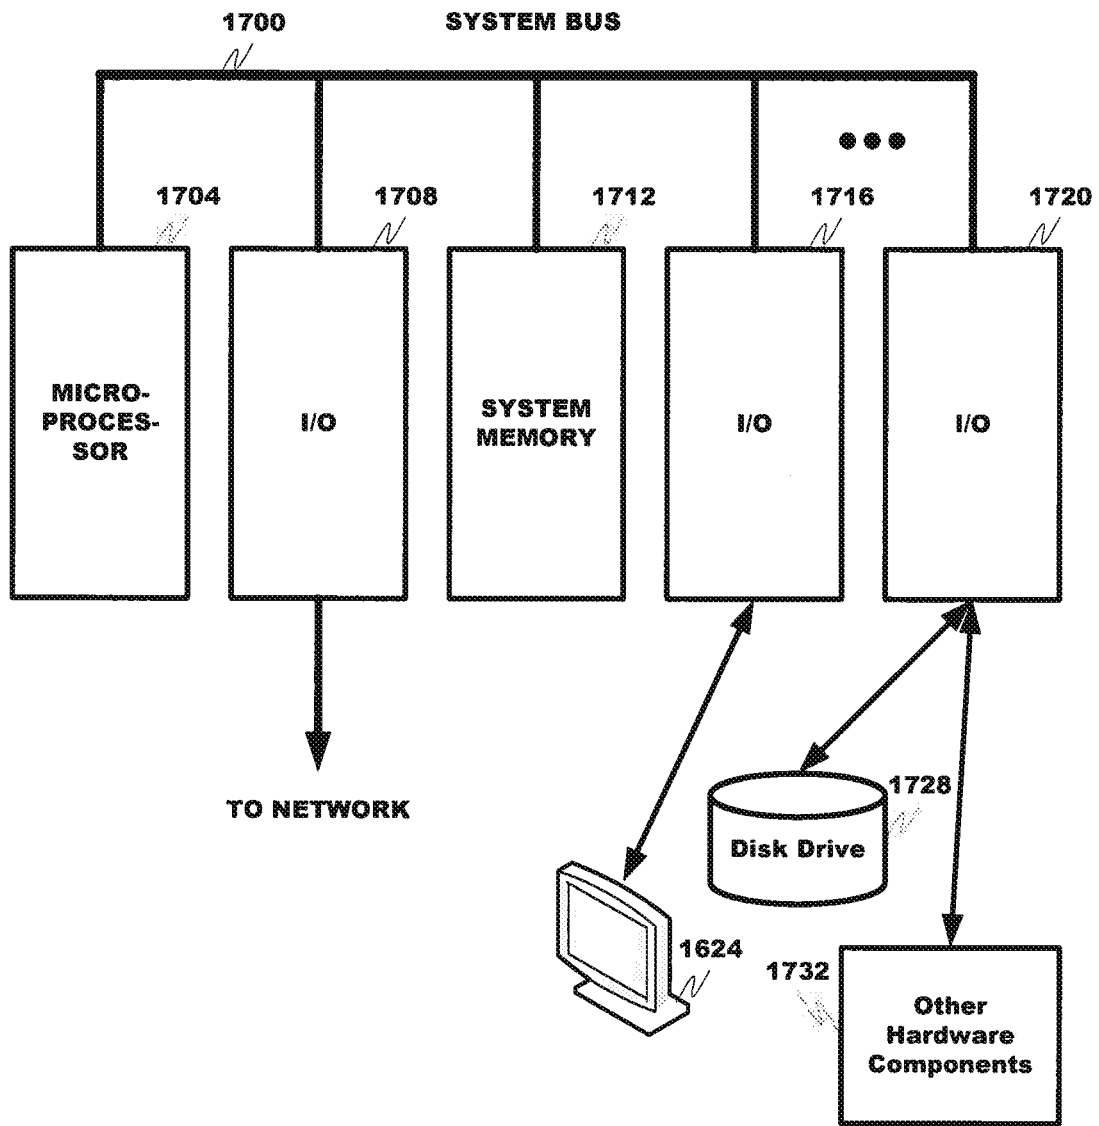 1700
SYSTEM BUS
1704
1708
1712
1716
1720
MICRO-
PROCES-
SOR
I/O
SYSTEM
MEMORY
I/O
I/O
TO NETWORK
1728
Disk Drive
1624
1732
Other
Hardware
Components